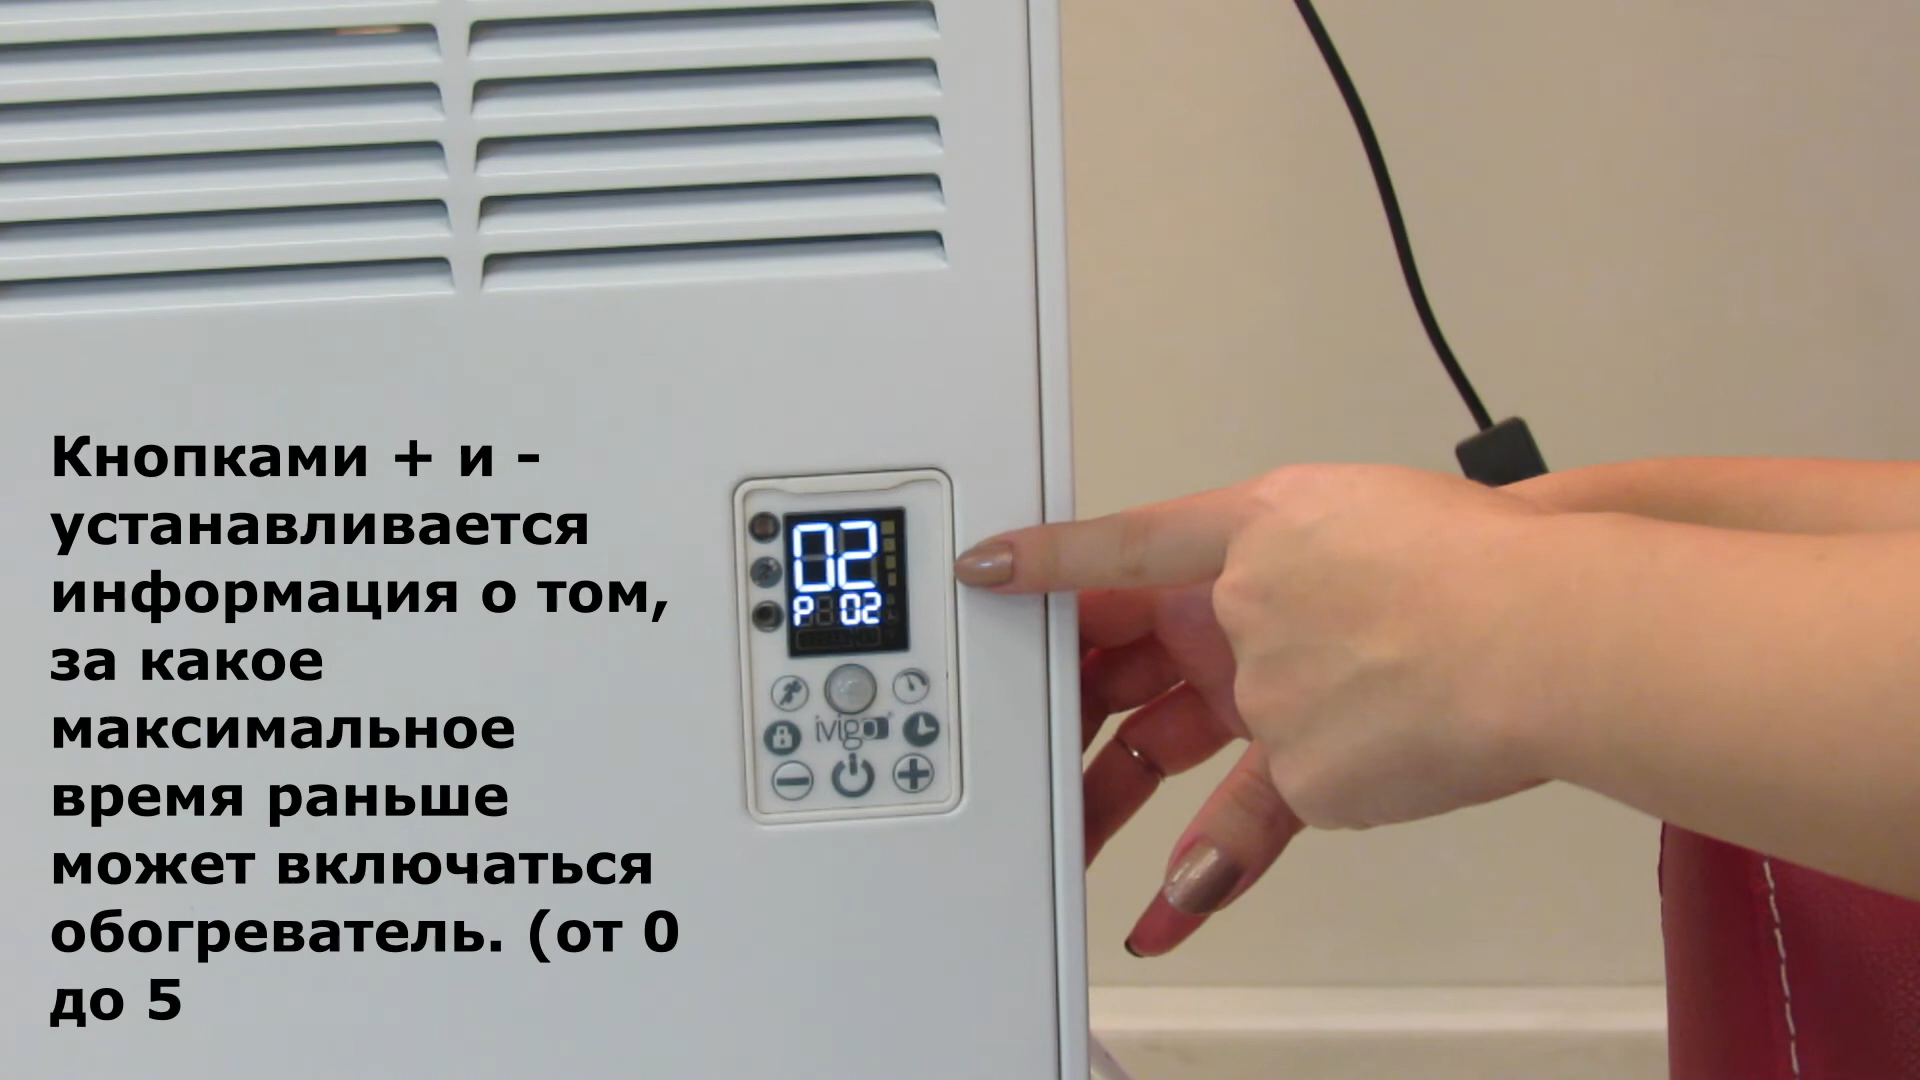 Кнопками + и -
устанавливается
информация о том,
за какое
максимальное
время раньше
может включаться
обогреватель. (от 0
до 5
02
P 02
ivigo